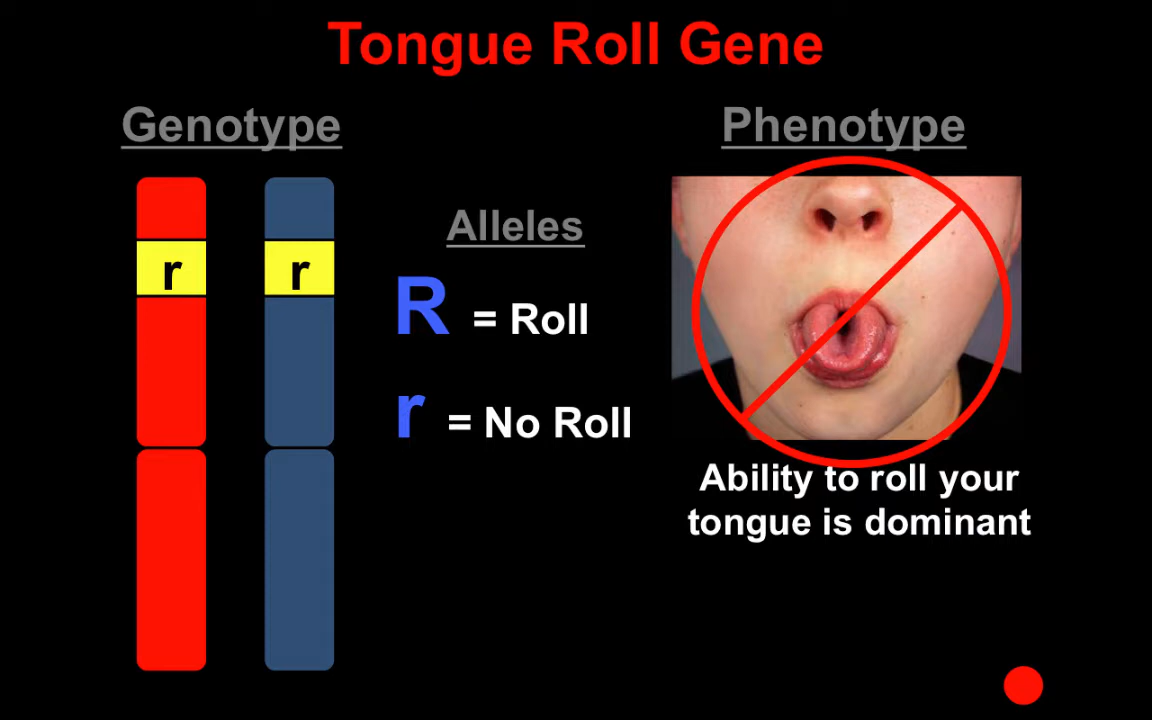 Tongue Roll Gene
Genotype
Phenotype
r
r
Alleles
R = Roll
r = No Roll
Ability to roll your
tongue is dominant